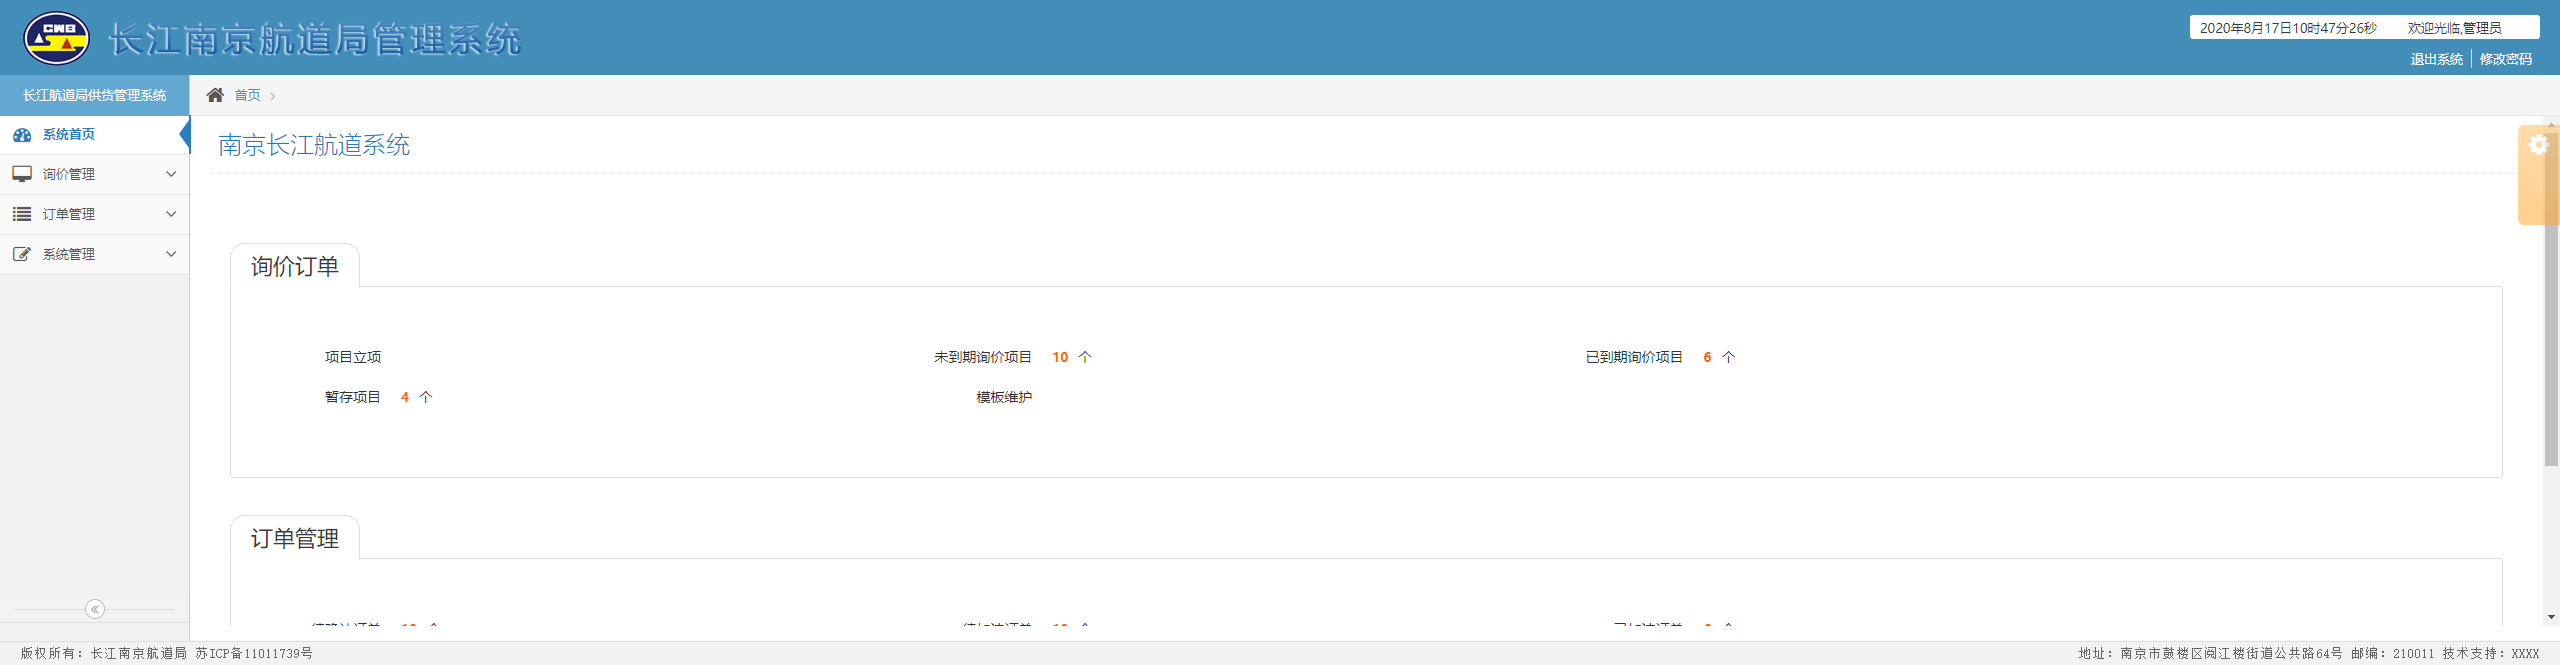 CWB
长江南京航道局管理系统
2020年8月17日10时47分26秒 欢迎光临,管理员
退出系统 修改密码
长江航道局供货管理系统
首页
系统首页
询价管理
订单管理
系统管理
南京长江航道系统
询价订单
项目立项 未到期询价项目 10 个 已到期询价项目 6 个
暂存项目 4 个 模板维护
订单管理
版权所有：长江南京航道局 苏ICP备11011739号 地址：南京市鼓楼区阅江楼街道公共路64号 邮编：210011 技术支持：XXXX